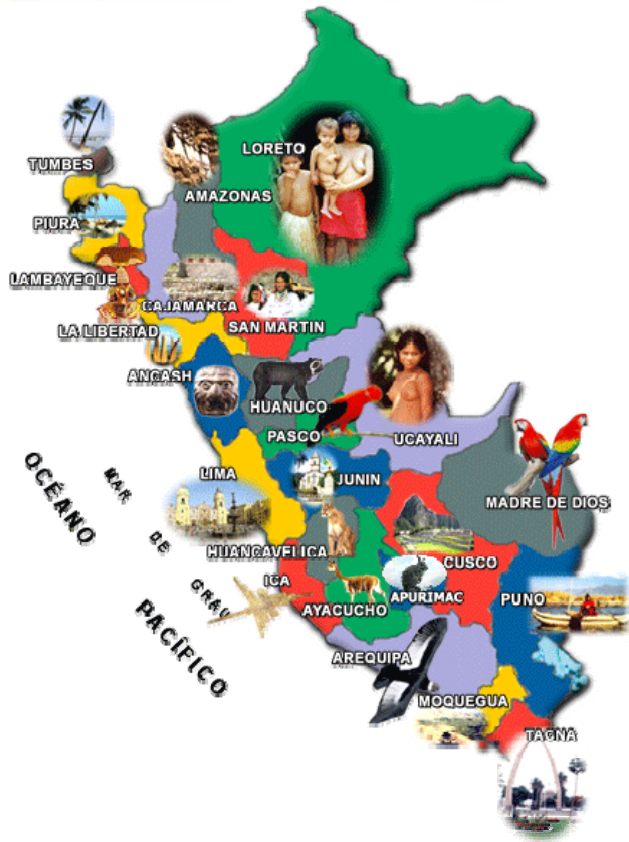 LORETO
TUMBES
AMAZONAS
PIURA
LAMBAYEQUE
CAJAMARCA
LA LIBERTAD
SAN MARTIN
ANCASH
HUANUCO
PASCO
UCAYALI
LIMA
JUNIN
MADRE DE DIOS
HUANCAVELICA
CUSCO
ICA
AYACUCHO
APURIMAC
PUNO
AREQUIPA
MOQUEGUA
TACNA
OCÉANO
MAR DE GRAU
PACÍFICO